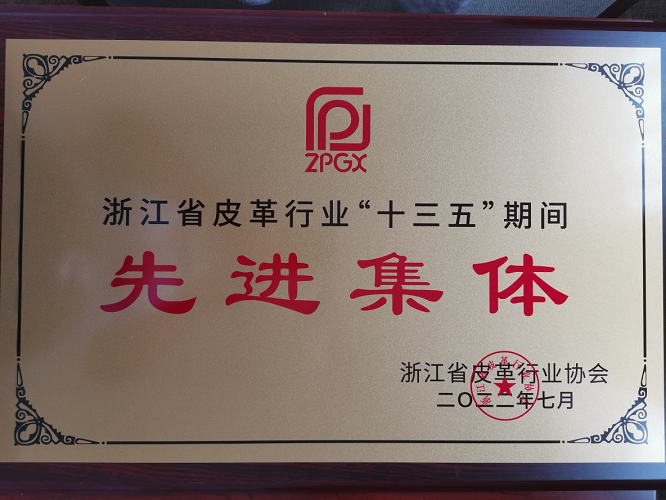 ZPGX
浙江省皮革行业“十三五”期间
先进集体
浙江省皮革行业协会
二〇二二年七月